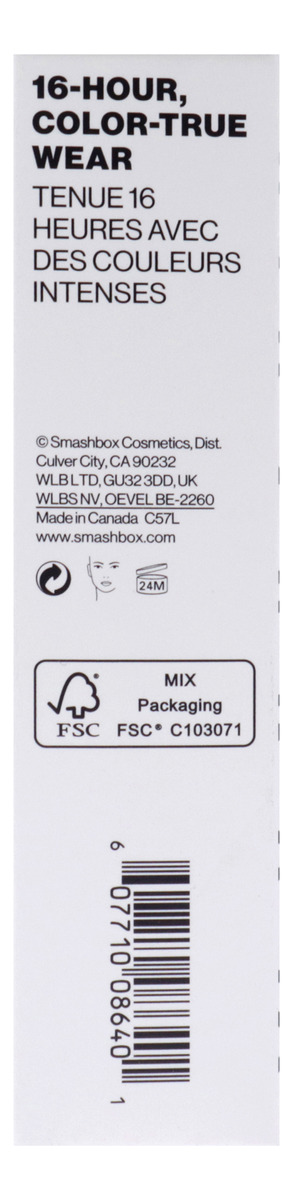 16-HOUR,
COLOR-TRUE
WEAR
TENUE 16
HEURES AVEC
DES COULEURS
INTENSES
© Smashbox Cosmetics, Dist.
Culver City, CA 90232
WLB LTD, GU32 3DD, UK
WLBS NV, OEVEL BE-2260
Made in Canada C57L
www.smashbox.com
24M
MIX
Packaging
FSC® C103071
FSC
6 07710 08640 1